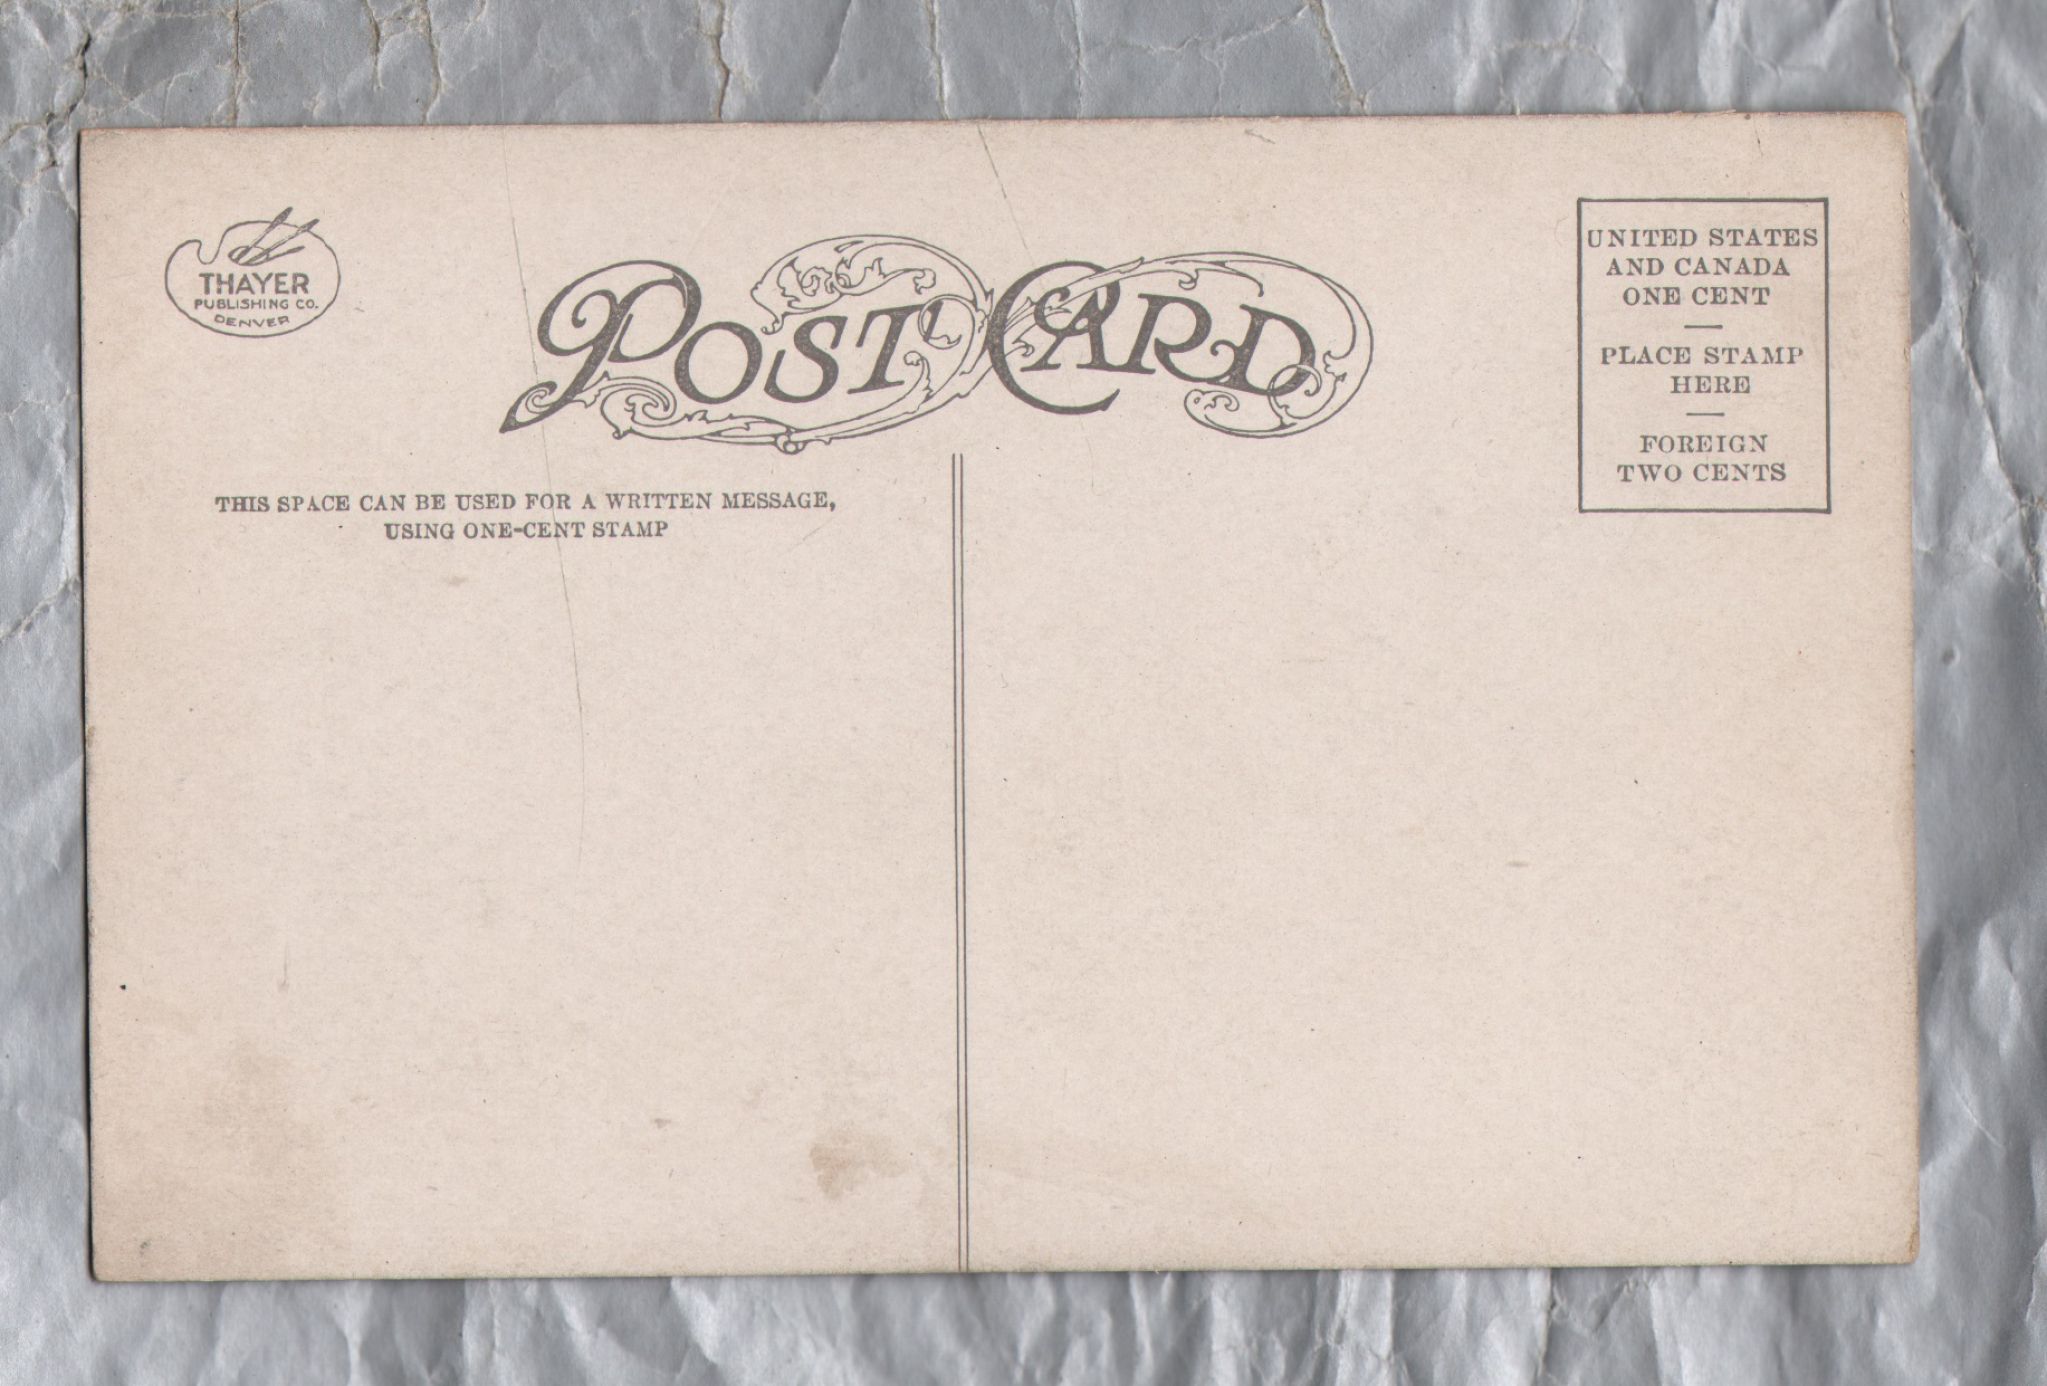 THAYER
PUBLISHING CO.
DENVER
POST CARD
UNITED STATES
AND CANADA
ONE CENT
PLACE STAMP
HERE
FOREIGN
TWO CENTS
THIS SPACE CAN BE USED FOR A WRITTEN MESSAGE,
USING ONE-CENT STAMP